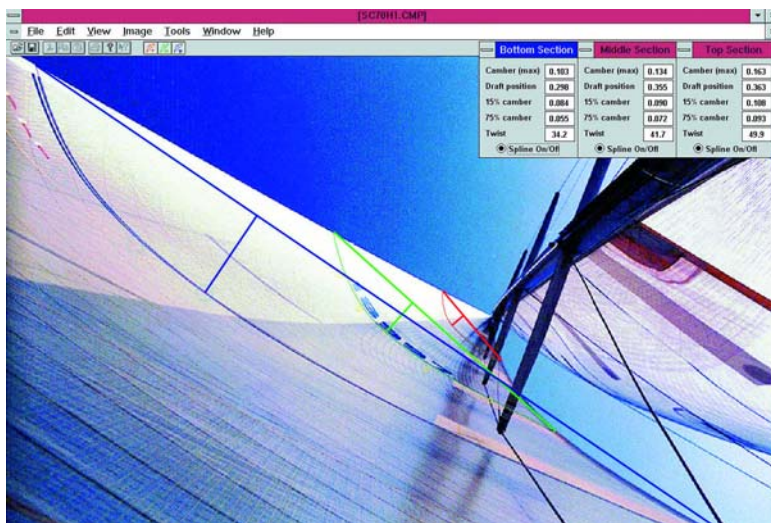 [SC70H1.CMP]
File Edit View Image Tools Window Help
Bottom Section
Camber (max) 0.103
Draft position 0.298
15% camber 0.084
75% camber 0.055
Twist 34.2
Spline On/Off
Middle Section
Camber (max) 0.134
Draft position 0.355
15% camber 0.090
75% camber 0.072
Twist 41.7
Spline On/Off
Top Section
Camber (max) 0.163
Draft position 0.363
15% camber 0.108
75% camber 0.093
Twist 49.9
Spline On/Off